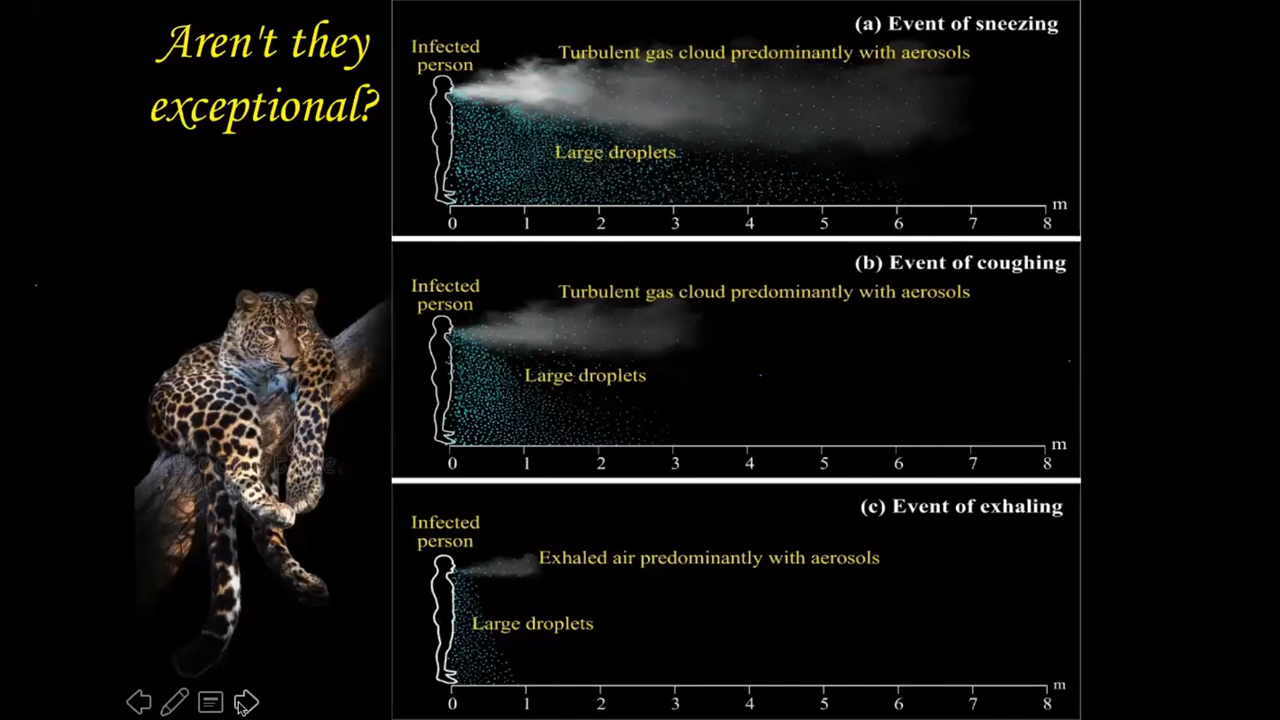 Aren't they
exceptional?
(a) Event of sneezing
Infected
person
Turbulent gas cloud predominantly with aerosols
Large droplets
m
0 1 2 3 4 5 6 7 8
(b) Event of coughing
Infected
person
Turbulent gas cloud predominantly with aerosols
Large droplets
m
0 1 2 3 4 5 6 7 8
(c) Event of exhaling
Infected
person
Exhaled air predominantly with aerosols
Large droplets
m
0 1 2 3 4 5 6 7 8